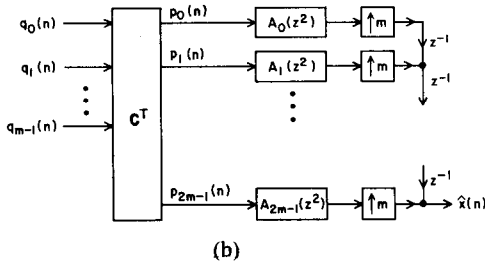 q₀(n) p₀(n) A₀(z²) ↑m
z⁻¹
q₁(n) p₁(n) A₁(z²) ↑m
z⁻¹
qₘ₋₁(n)
Cᵀ
z⁻¹
p₂ₘ₋₁(n) A₂ₘ₋₁(z²) ↑m x̂(n)
(b)